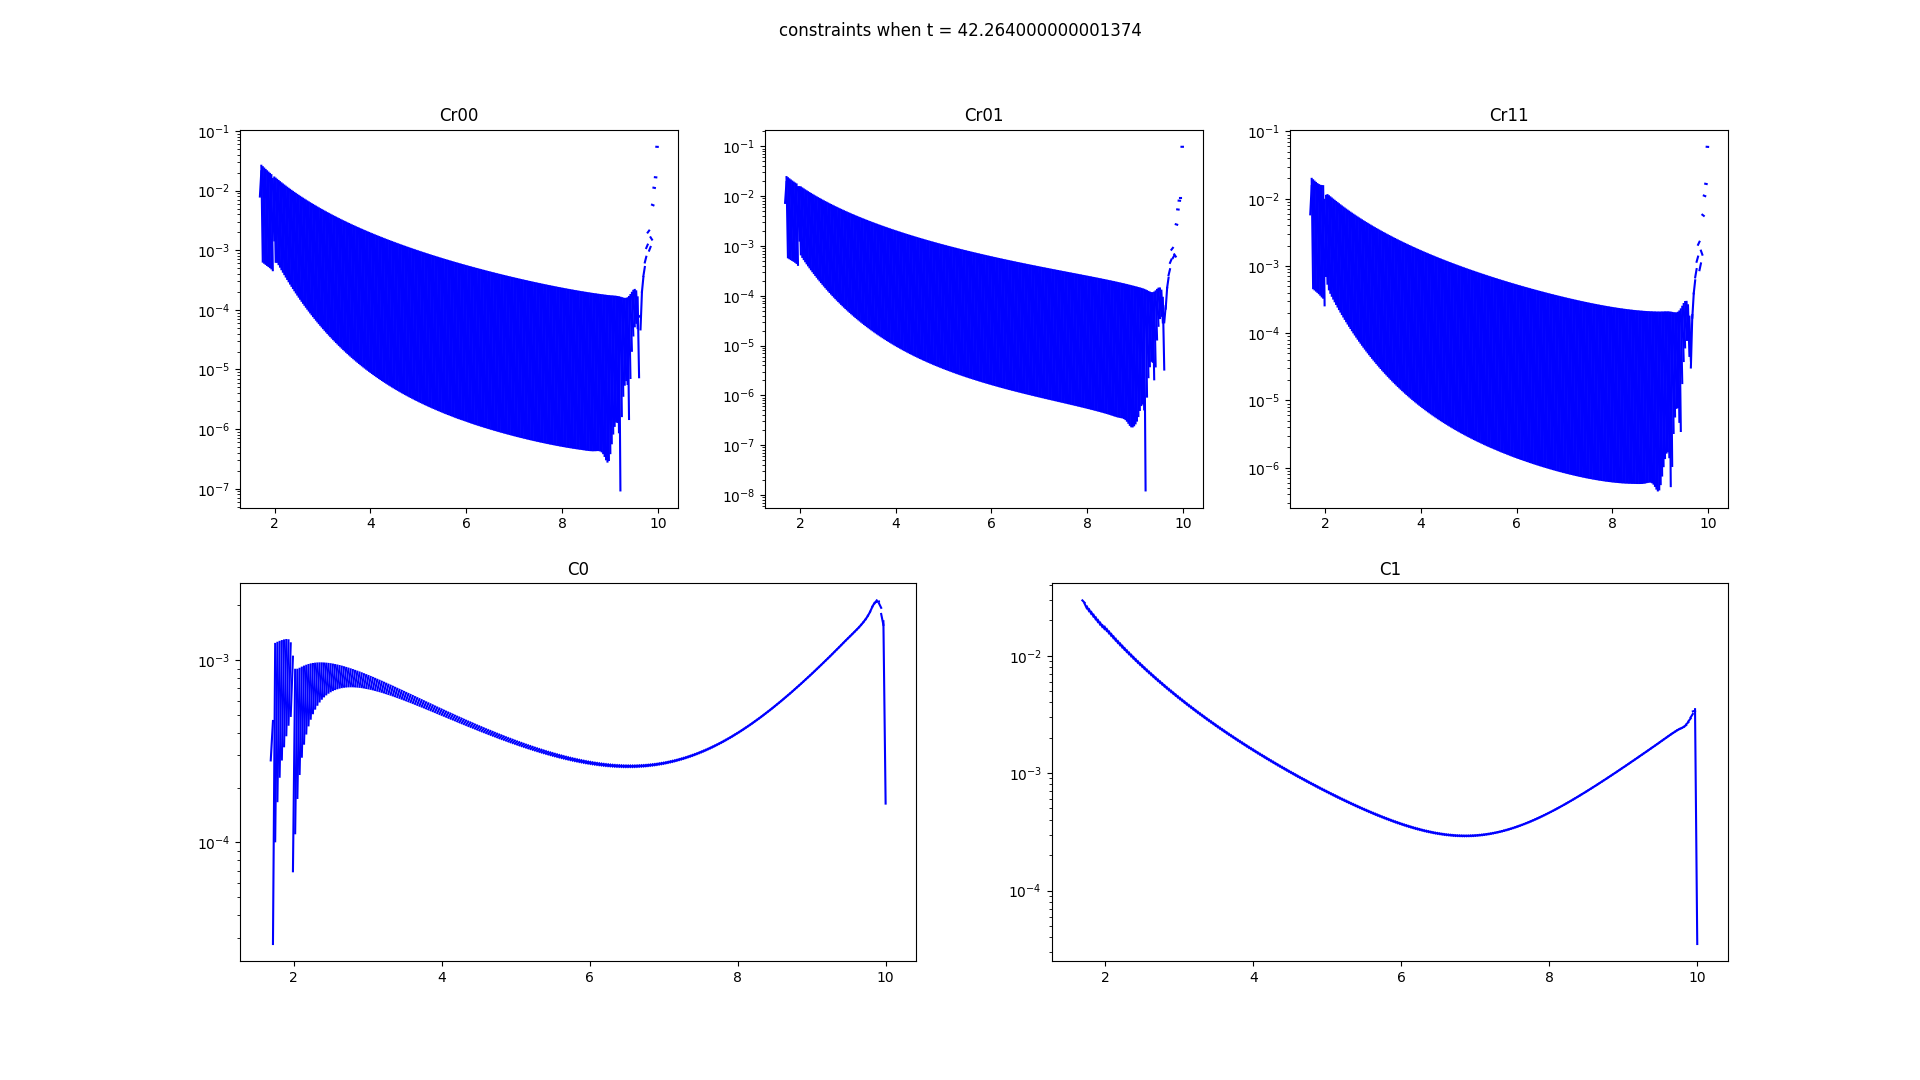 constraints when t = 42.264000000001374
Cr00 Cr01 Cr11
10⁻¹ 10⁻² 10⁻³ 10⁻⁴ 10⁻⁵ 10⁻⁶ 10⁻⁷
2 4 6 8 10
10⁻¹ 10⁻² 10⁻³ 10⁻⁴ 10⁻⁵ 10⁻⁶ 10⁻⁷ 10⁻⁸
2 4 6 8 10
10⁻¹ 10⁻² 10⁻³ 10⁻⁴ 10⁻⁵ 10⁻⁶
2 4 6 8 10
C0 C1
10⁻³ 10⁻⁴
2 4 6 8 10
10⁻² 10⁻³ 10⁻⁴
2 4 6 8 10